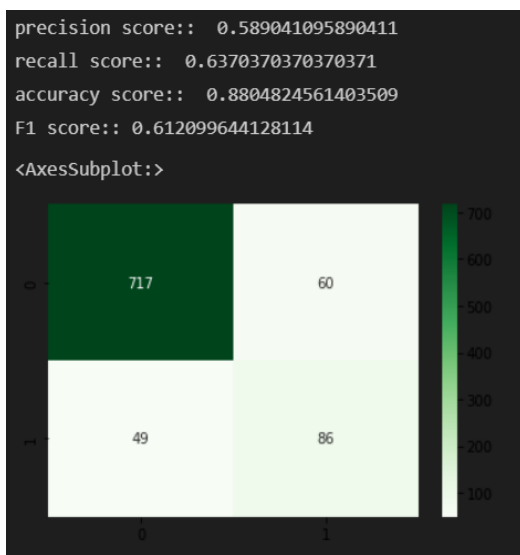 precision score::  0.589041095890411
recall score::  0.6370370370370371
accuracy score::  0.8804824561403509
F1 score:: 0.612099644128114
<AxesSubplot:>
717 60
49 86
0
1
0 1
700
600
500
400
300
200
100